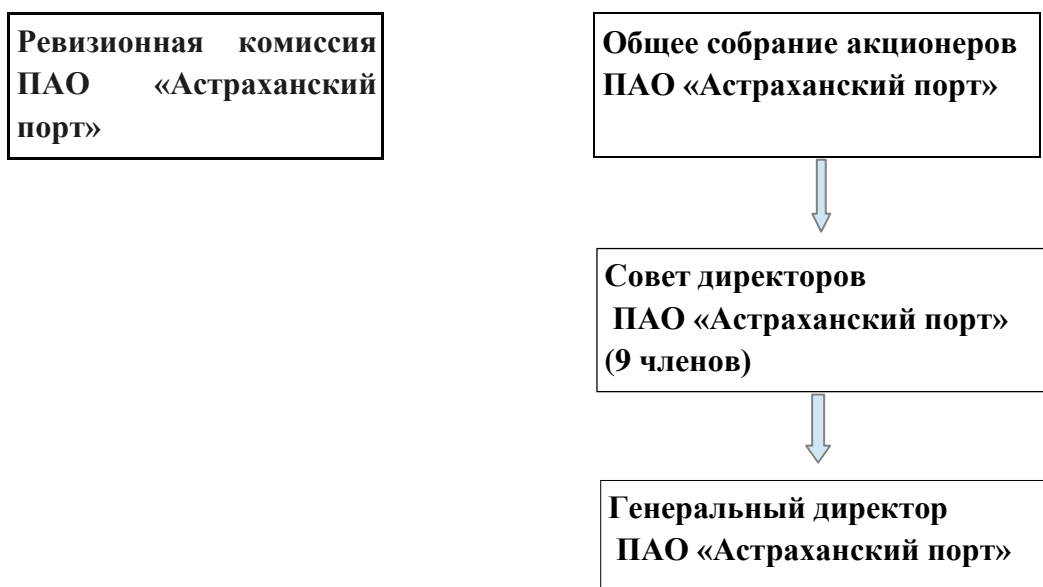 Ревизионная комиссия
ПАО «Астраханский
порт»
Общее собрание акционеров
ПАО «Астраханский порт»
Совет директоров
ПАО «Астраханский порт»
(9 членов)
Генеральный директор
ПАО «Астраханский порт»